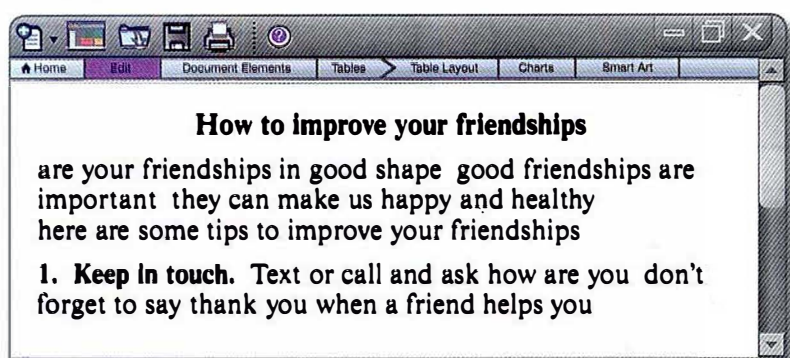 Home Edit Document Elements Tables Table Layout Charts Smart Art
How to improve your friendships
are your friendships in good shape good friendships are
important they can make us happy and healthy
here are some tips to improve your friendships
1. Keep in touch. Text or call and ask how are you don't
forget to say thank you when a friend helps you